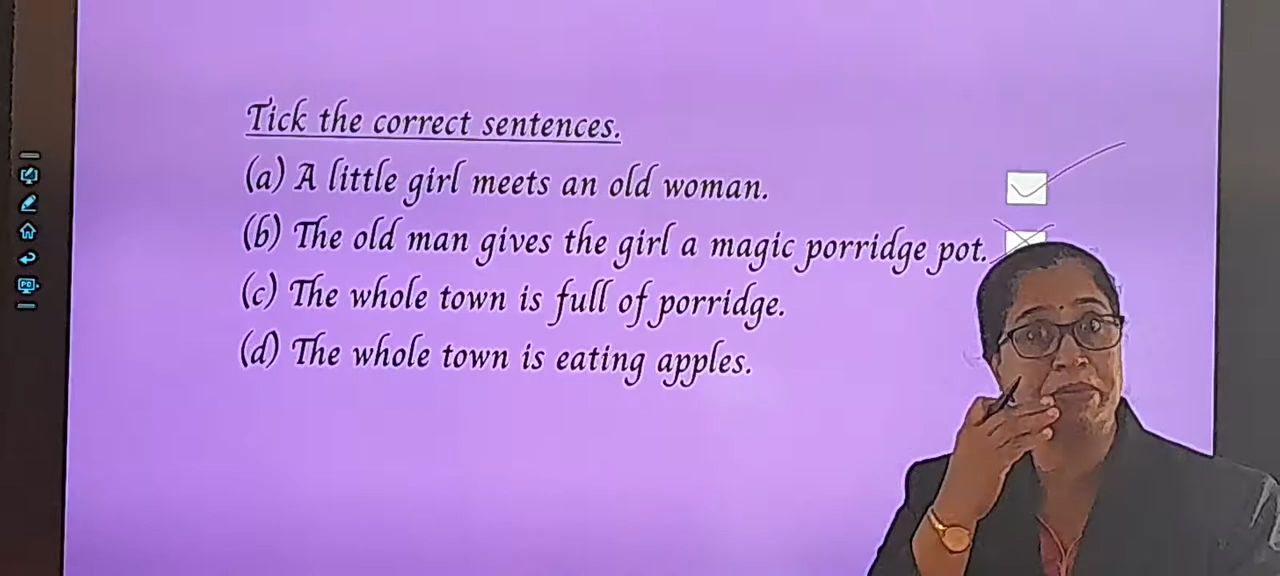 Tick the correct sentences.
(a) A little girl meets an old woman.
(b) The old man gives the girl a magic porridge pot.
(c) The whole town is full of porridge.
(d) The whole town is eating apples.